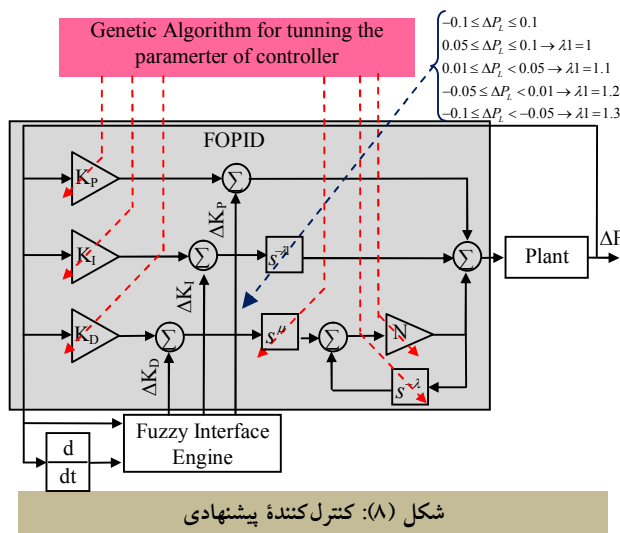 Genetic Algorithm for tunning the
paramerter of controller
−0.1 ≤ ΔP_L ≤ 0.1
0.05 ≤ ΔP_L ≤ 0.1 → λ1 = 1
0.01 ≤ ΔP_L < 0.05 → λ1 = 1.1
−0.05 ≤ ΔP_L < 0.01 → λ1 = 1.2
−0.1 ≤ ΔP_L < −0.05 → λ1 = 1.3
FOPID
K_P
Σ
ΔK_P
K_I
Σ
s^−λ1
Σ
Plant
ΔF
ΔK_I
K_D
Σ
s^μ
Σ
N
ΔK_D
s^−λ
Fuzzy Interface
Engine
d
dt
شکل (۸): کنترل‌کنندۀ پیشنهادی